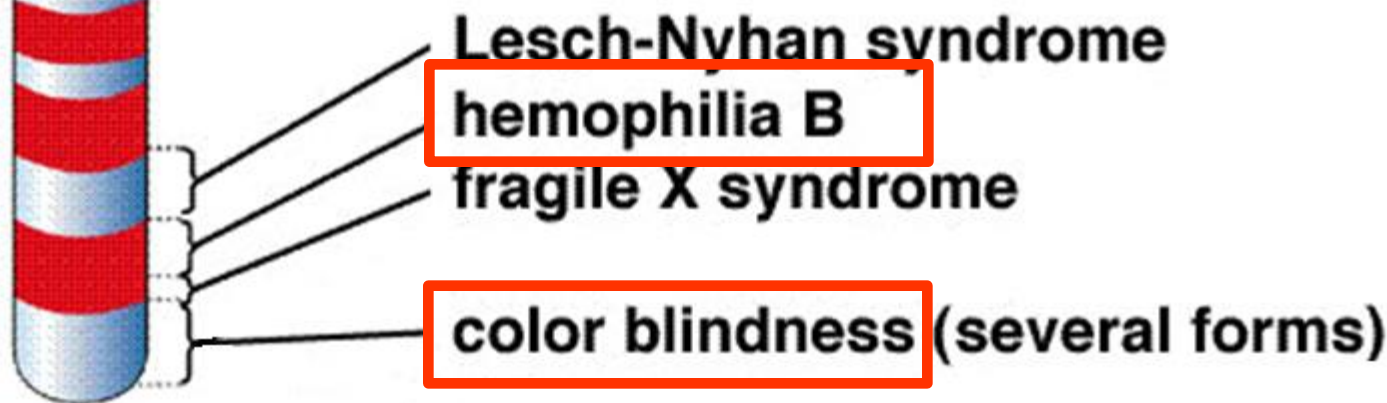 Lesch-Nyhan syndrome
hemophilia B
fragile X syndrome
color blindness (several forms)